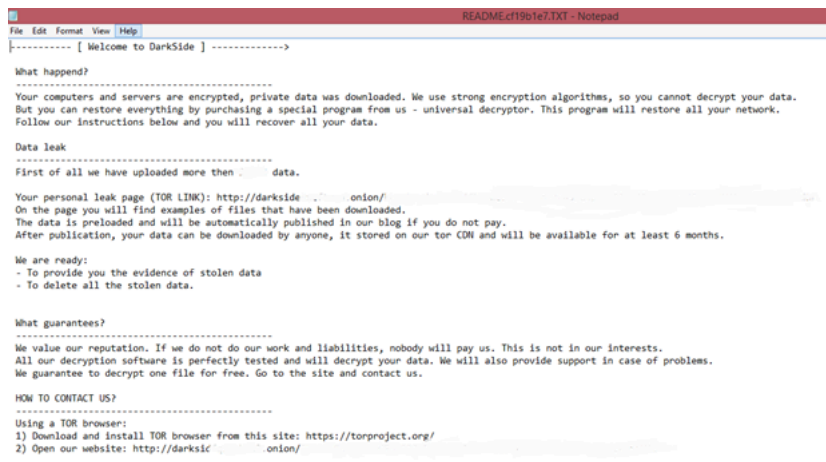 README.cf19b1e7.TXT - Notepad
File Edit Format View Help
----------- [ Welcome to DarkSide ] ------------->
What happend?
----------------------------------------------
Your computers and servers are encrypted, private data was downloaded. We use strong encryption algorithms, so you cannot decrypt your data.
But you can restore everything by purchasing a special program from us - universal decryptor. This program will restore all your network.
Follow our instructions below and you will recover all your data.
Data leak
----------------------------------------------
First of all we have uploaded more then data.
Your personal leak page (TOR LINK): http://darkside . onion/
On the page you will find examples of files that have been downloaded.
The data is preloaded and will be automatically published in our blog if you do not pay.
After publication, your data can be downloaded by anyone, it stored on our tor CDN and will be available for at least 6 months.
We are ready:
- To provide you the evidence of stolen data
- To delete all the stolen data.
What guarantees?
----------------------------------------------
We value our reputation. If we do not do our work and liabilities, nobody will pay us. This is not in our interests.
All our decryption software is perfectly tested and will decrypt your data. We will also provide support in case of problems.
We guarantee to decrypt one file for free. Go to the site and contact us.
HOW TO CONTACT US?
----------------------------------------------
Using a TOR browser:
1) Download and install TOR browser from this site: https://torproject.org/
2) Open our website: http://darksid .onion/